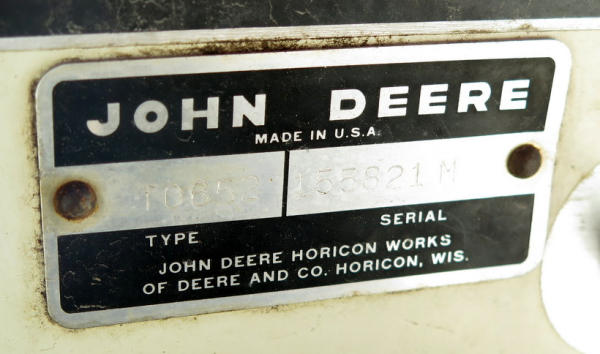 JOHN DEERE
MADE IN U.S.A.
155821 M
TYPE SERIAL
JOHN DEERE HORICON WORKS
OF DEERE AND CO. HORICON, WIS.